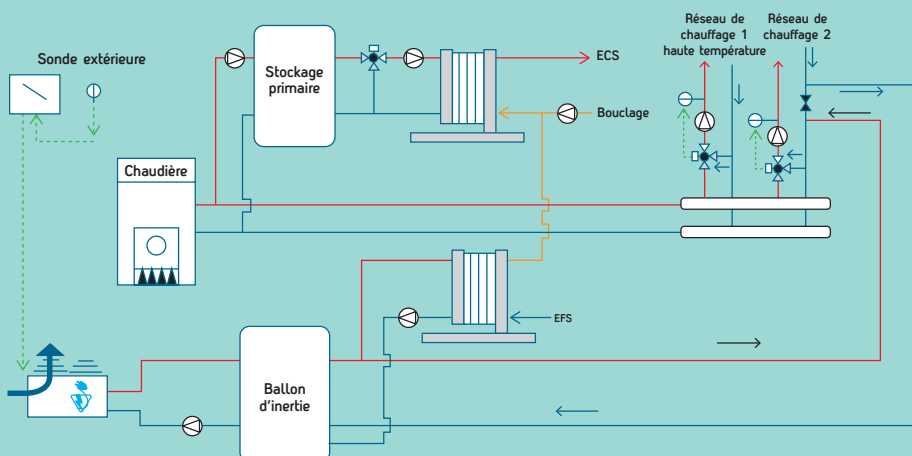 Réseau de
chauffage 1
haute température
Réseau de
chauffage 2
Sonde extérieure
Stockage
primaire
ECS
Bouclage
Chaudière
EFS
Ballon
d'inertie